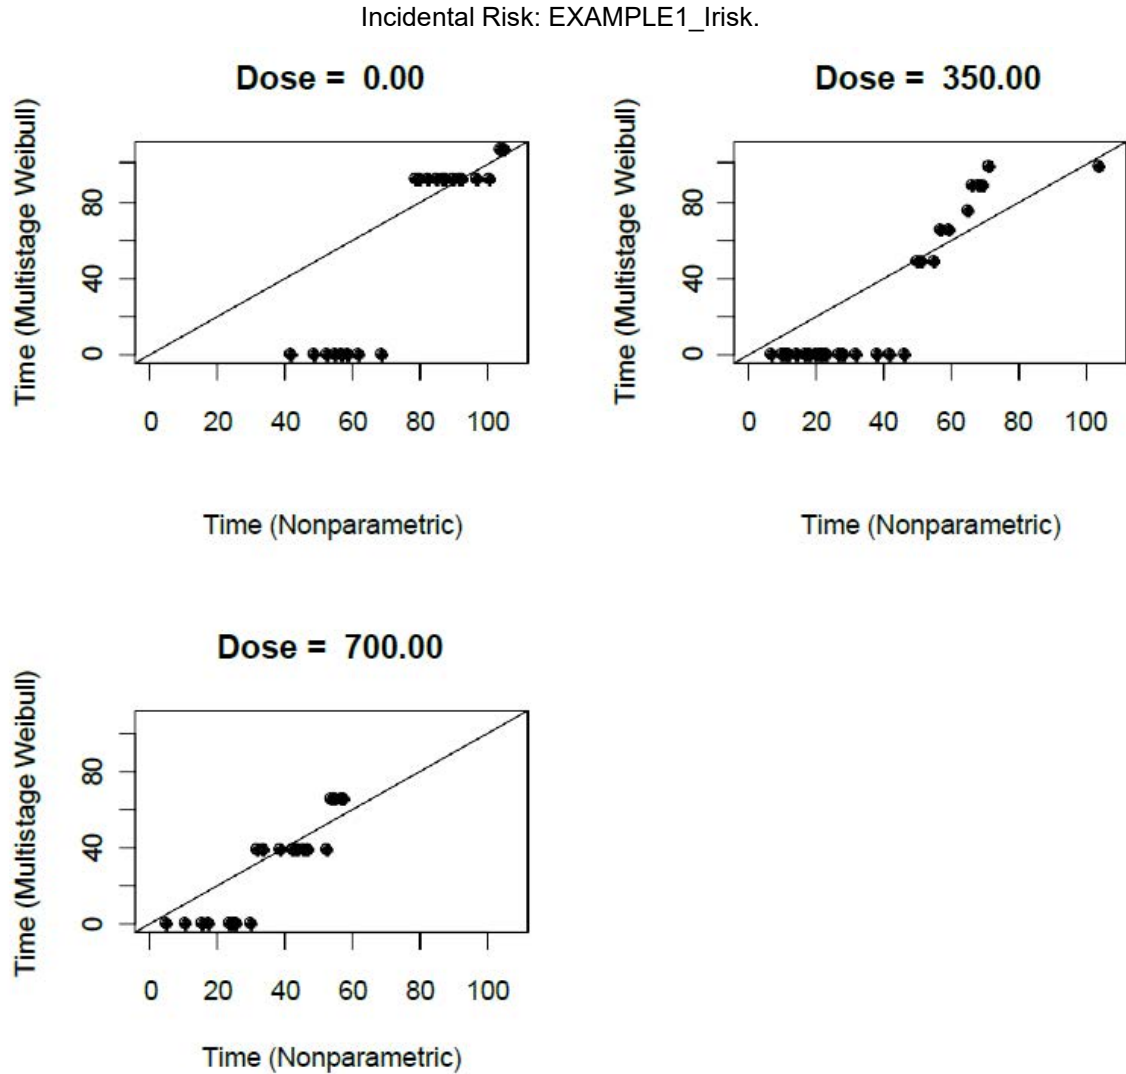 Incidental Risk: EXAMPLE1_Irisk.
Dose = 0.00
Time (Multistage Weibull)
80
40
0
0 20 40 60 80 100
Time (Nonparametric)
Dose = 350.00
Time (Multistage Weibull)
80
40
0
0 20 40 60 80 100
Time (Nonparametric)
Dose = 700.00
Time (Multistage Weibull)
80
40
0
0 20 40 60 80 100
Time (Nonparametric)